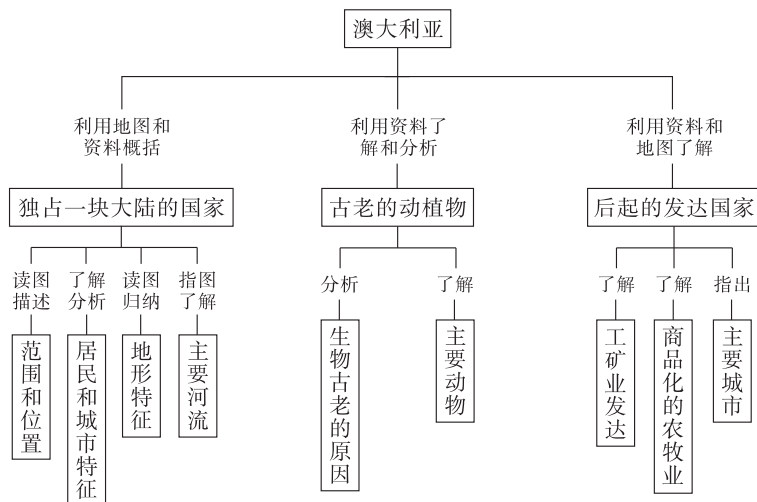 澳大利亚
利用地图和
资料概括
利用资料了
解和分析
利用资料和
地图了解
独占一块大陆的国家
古老的动植物
后起的发达国家
读图
描述
了解
分析
读图
归纳
指图
了解
分析
了解
了解
了解
指出
范围和位置
居民和城市特征
地形特征
主要河流
生物古老的原因
主要动物
工矿业发达
商品化的农牧业
主要城市